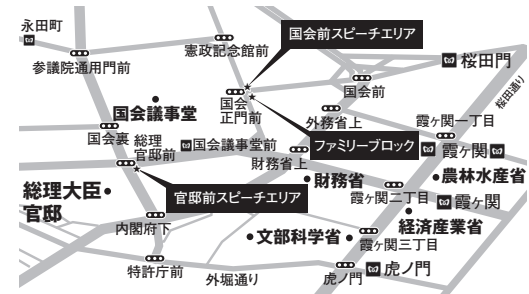 永田町
参議院通用門前
憲政記念館前
国会前スピーチエリア
桜田門
桜田通り
国会前
国会議事堂
国会
正門前
外務省上
霞ヶ関一丁目
国会裏
総理
官邸前
国会議事堂前
ファミリーブロック
霞ヶ関
財務省上
財務省
農林水産省
総理大臣
官邸
官邸前スピーチエリア
霞ヶ関二丁目
霞ヶ関
経済産業省
内閣府下
文部科学省
霞ヶ関三丁目
特許庁前
外堀通り
虎ノ門
虎ノ門